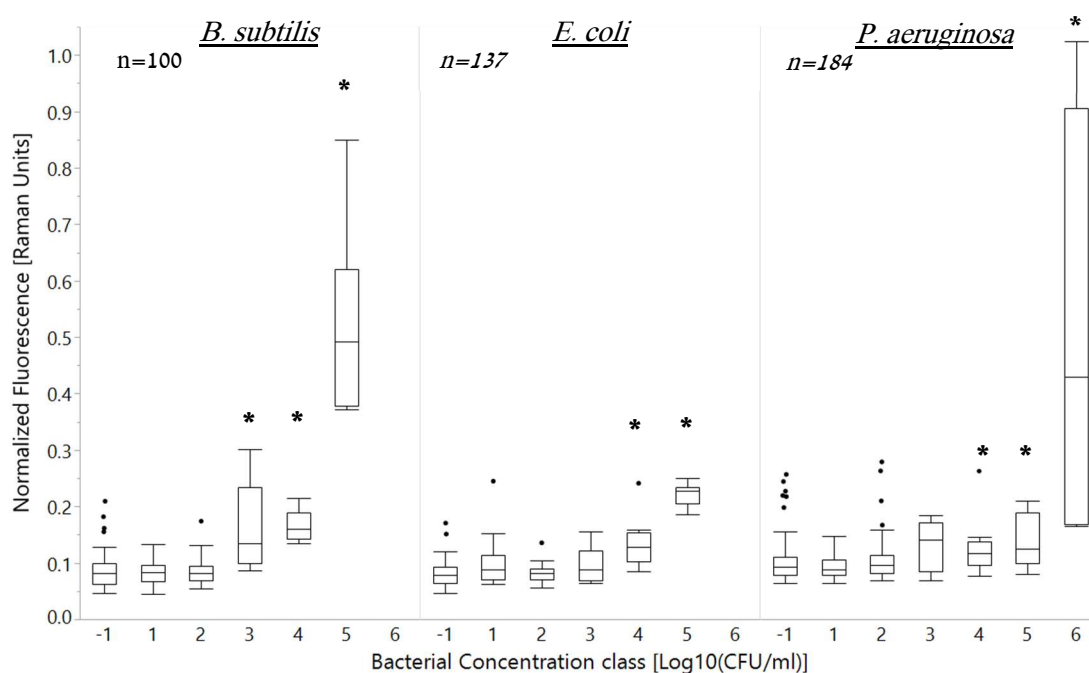 B. subtilis
E. coli
P. aeruginosa
*
n=100
n=137
n=184
*
* *
* *
* *
Normalized Fluorescence [Raman Units]
1.0
0.9
0.8
0.7
0.6
0.5
0.4
0.3
0.2
0.1
0.0
-1 1 2 3 4 5 6
-1 1 2 3 4 5 6
-1 1 2 3 4 5 6
Bacterial Concentration class [Log10(CFU/ml)]